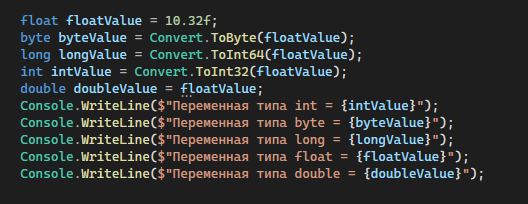 float floatValue = 10.32f;
byte byteValue = Convert.ToByte(floatValue);
long longValue = Convert.ToInt64(floatValue);
int intValue = Convert.ToInt32(floatValue);
double doubleValue = floatValue;
Console.WriteLine($"Переменная типа int = {intValue}");
Console.WriteLine($"Переменная типа byte = {byteValue}");
Console.WriteLine($"Переменная типа long = {longValue}");
Console.WriteLine($"Переменная типа float = {floatValue}");
Console.WriteLine($"Переменная типа double = {doubleValue}");